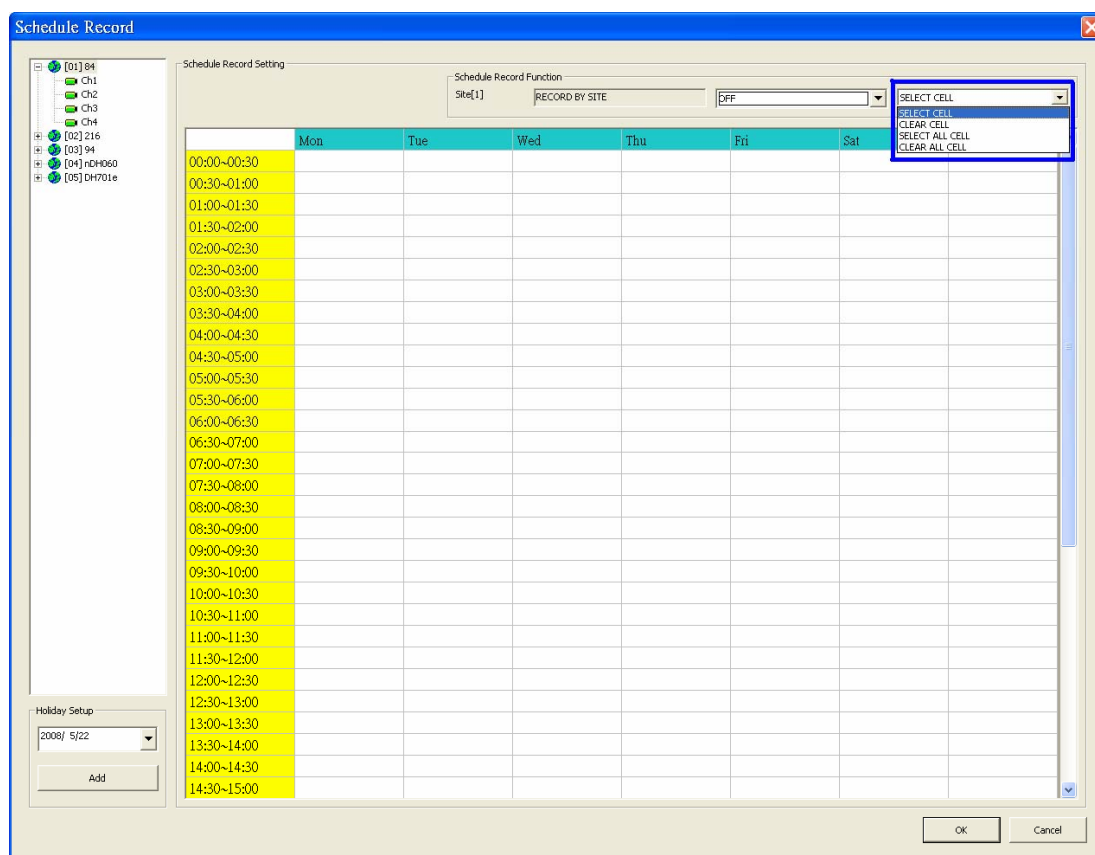 Schedule Record
[01] 84
Ch1
Ch2
Ch3
Ch4
[02] 216
[03] 94
[04] nDH060
[05] DH701e
Schedule Record Setting
Schedule Record Function
Site[1]
RECORD BY SITE
OFF
SELECT CELL
SELECT CELL
CLEAR CELL
SELECT ALL CELL
CLEAR ALL CELL
Mon Tue Wed Thu Fri Sat
00:00~00:30
00:30~01:00
01:00~01:30
01:30~02:00
02:00~02:30
02:30~03:00
03:00~03:30
03:30~04:00
04:00~04:30
04:30~05:00
05:00~05:30
05:30~06:00
06:00~06:30
06:30~07:00
07:00~07:30
07:30~08:00
08:00~08:30
08:30~09:00
09:00~09:30
09:30~10:00
10:00~10:30
10:30~11:00
11:00~11:30
11:30~12:00
12:00~12:30
12:30~13:00
13:00~13:30
13:30~14:00
14:00~14:30
14:30~15:00
Holiday Setup
2008/ 5/22
Add
OK
Cancel